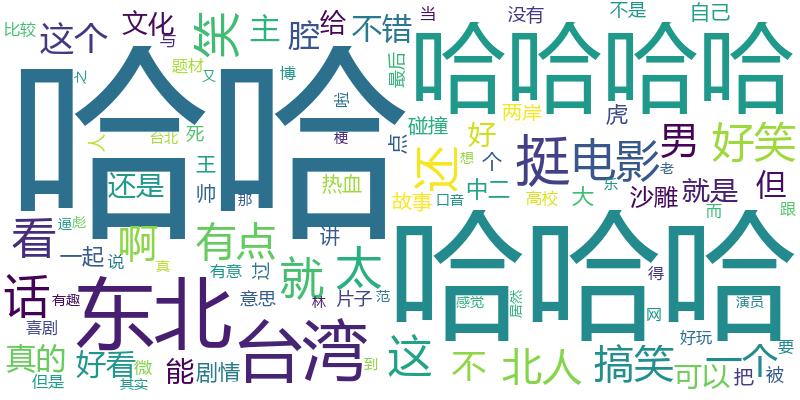 比较
这个
文化
与
笑
主
腔
给
不错
当
没有
不是
自己
哈哈
哈哈哈哈
之
题材
又
博
梗
最后
人
台北
死
点
碰撞
好
两岸
虎
男
好笑
还是
王
帅
那
热血
还
想
个
挺
电影
老
中二
故事
口音
高校
大
东
沙雕
就是
但
而
跟
看
逼
彪
一起
说
啊
真
有点
讲
哈哈哈
话
有趣
喜剧
东北
有意
就
太
意思
林
片子
范
感觉
居然
得
网
演员
台湾
这
到
真的
但是
好看
微
其实
能
剧情
不
北人
搞笑
可以
好玩
一个
把
被
要